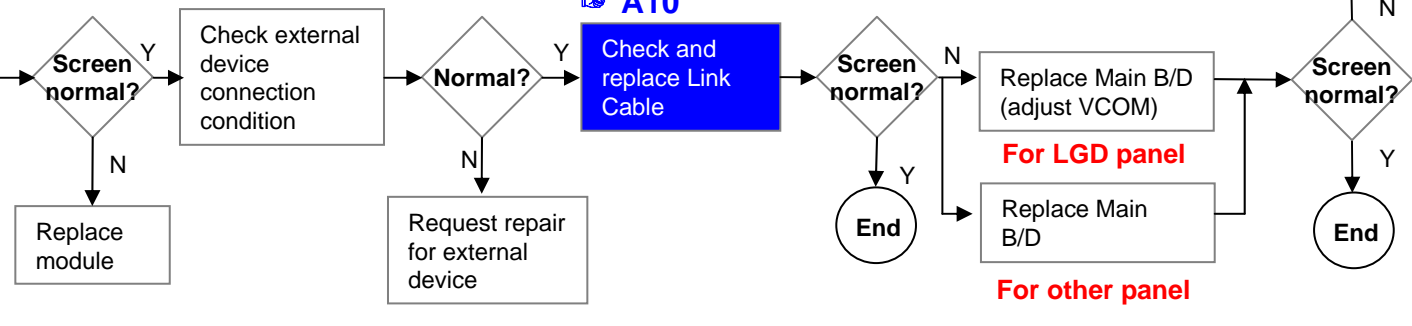 A10
N
Screen
normal?
Y
Check external
device
connection
condition
Normal?
Y
Check and
replace Link
Cable
Screen
normal?
N
Replace Main B/D
(adjust VCOM)
Screen
normal?
N
N
Y
For LGD panel
Y
Replace
module
Request repair
for external
device
End
Replace Main
B/D
End
For other panel